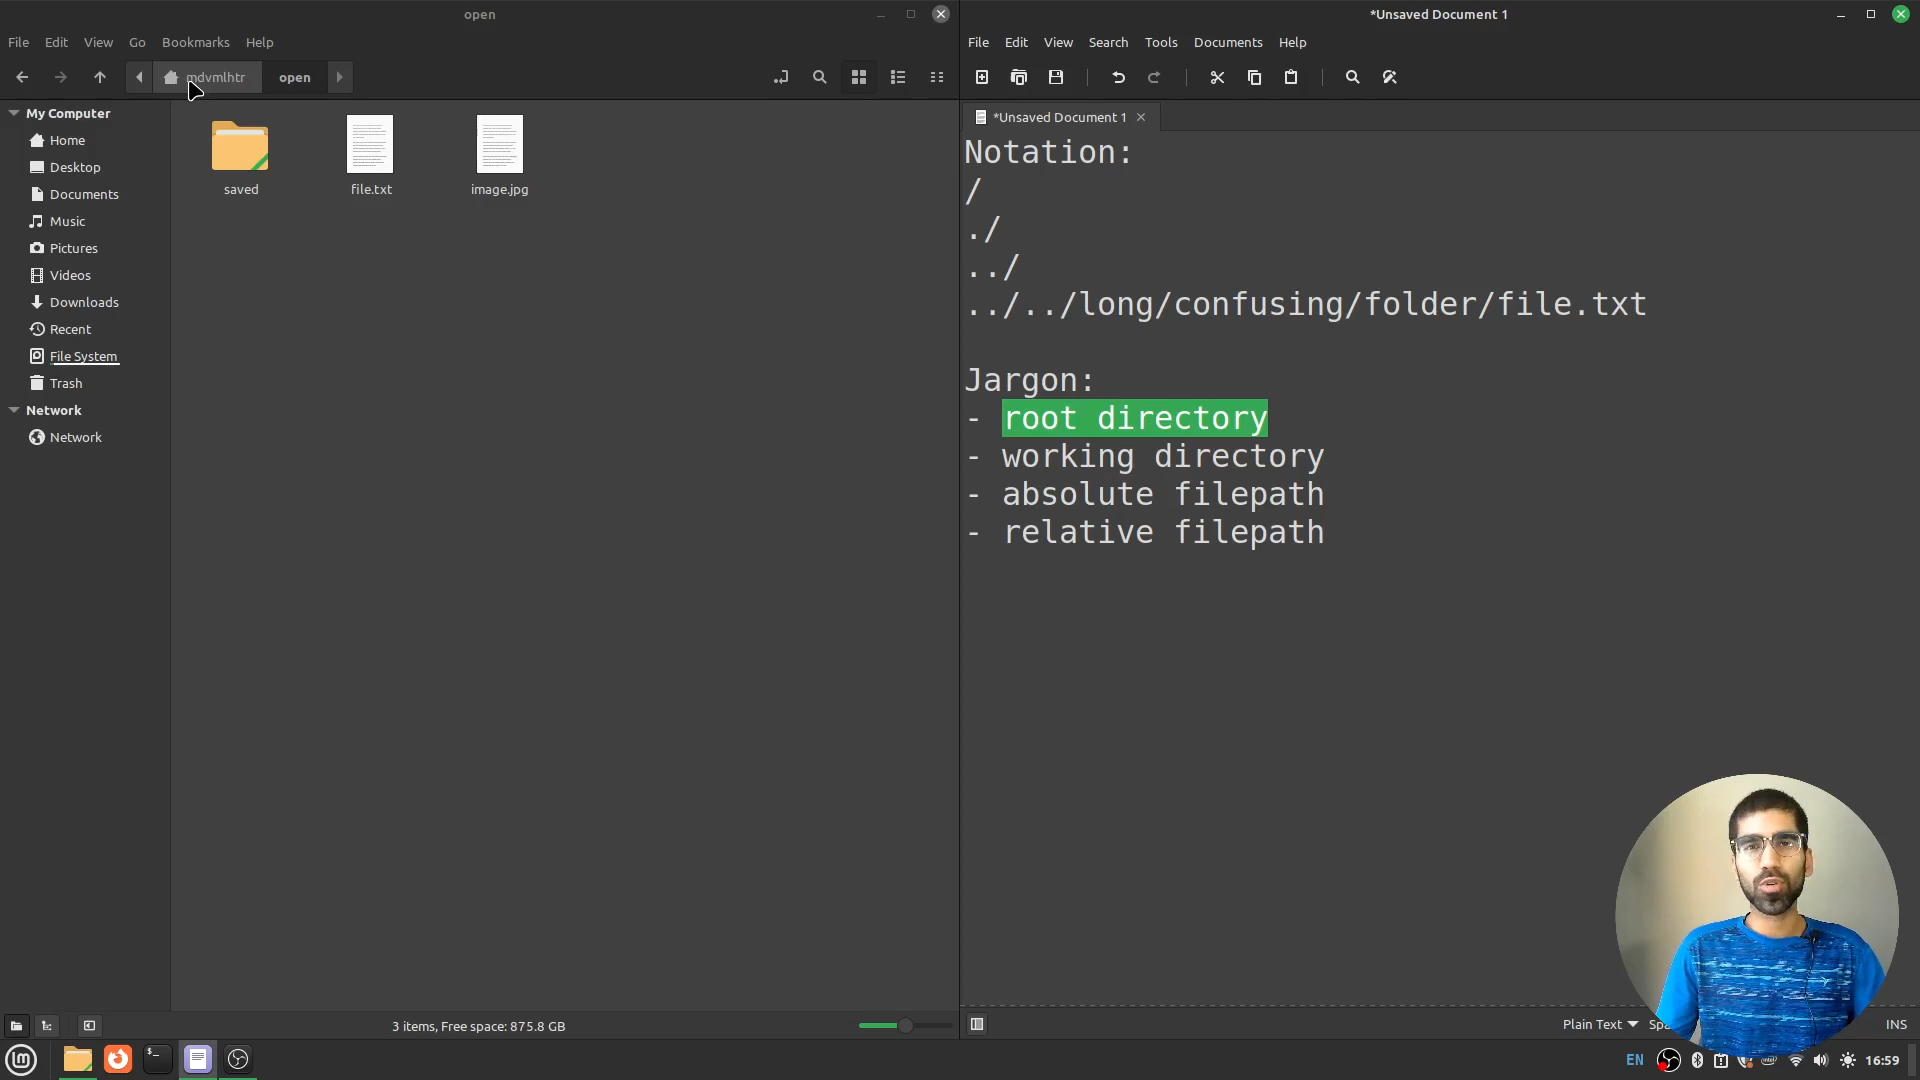 open
File Edit View Go Bookmarks Help
mdvmlhtr open
My Computer
Home
Desktop
Documents
Music
Pictures
Videos
Downloads
Recent
File System
Trash
Network
Network
saved
file.txt
image.jpg
3 items, Free space: 875.8 GB
*Unsaved Document 1
File Edit View Search Tools Documents Help
*Unsaved Document 1
Notation:
/
./
../
../../long/confusing/folder/file.txt
Jargon:
- root directory
- working directory
- absolute filepath
- relative filepath
Plain Text
INS
EN
16:59